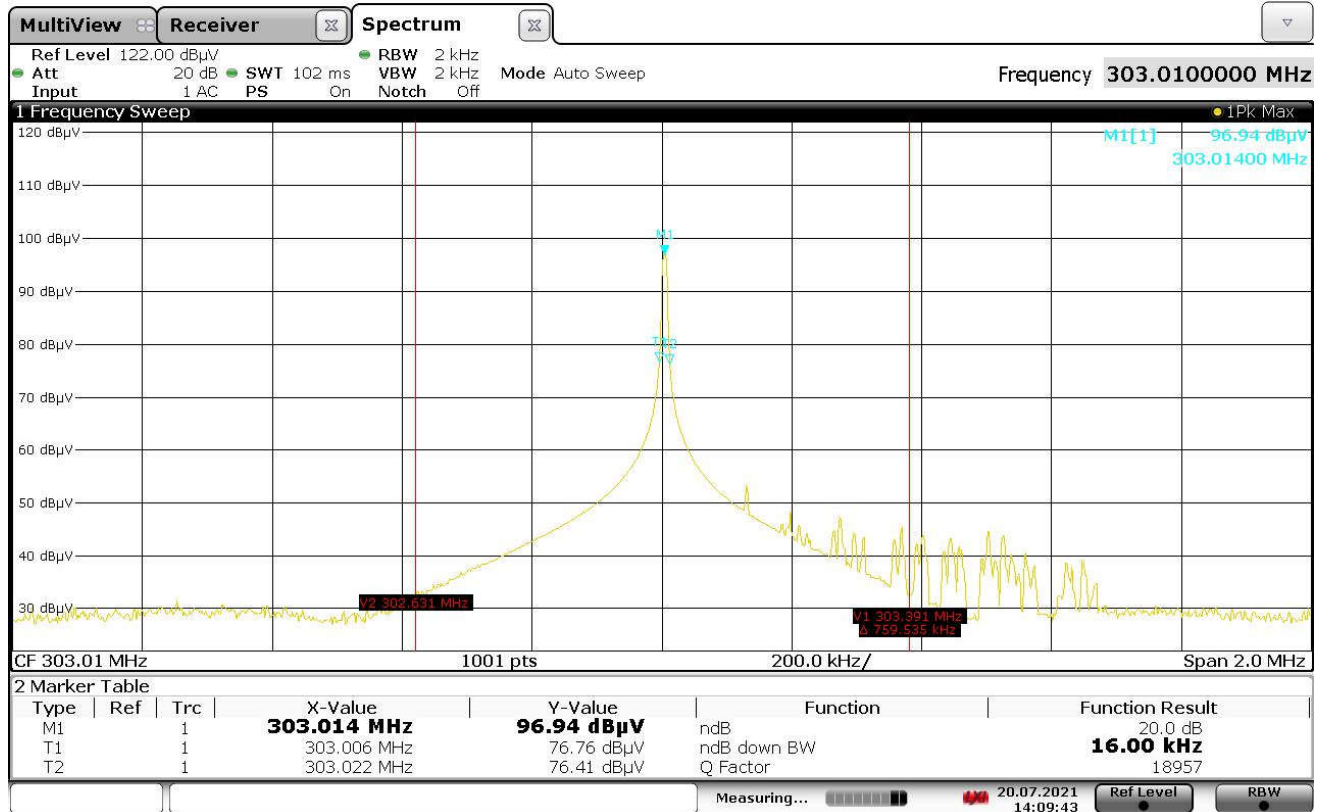 MultiView Receiver Spectrum
Ref Level 122.00 dBµV RBW 2 kHz
Att 20 dB SWT 102 ms VBW 2 kHz Mode Auto Sweep Frequency 303.0100000 MHz
Input 1 AC PS On Notch Off
1 Frequency Sweep 1Pk Max
120 dBµV M1[1] 96.94 dBµV
303.01400 MHz
110 dBµV
100 dBµV M1
90 dBµV
80 dBµV T2
70 dBµV
60 dBµV
50 dBµV
40 dBµV
30 dBµV V2 302.631 MHz V1 303.391 MHz
Δ 759.535 kHz
CF 303.01 MHz 1001 pts 200.0 kHz/ Span 2.0 MHz
2 Marker Table
Type Ref Trc X-Value Y-Value Function Function Result
M1 1 303.014 MHz 96.94 dBµV ndB 20.0 dB
T1 1 303.006 MHz 76.76 dBµV ndB down BW 16.00 kHz
T2 1 303.022 MHz 76.41 dBµV Q Factor 18957
Measuring... 20.07.2021 Ref Level RBW
14:09:43